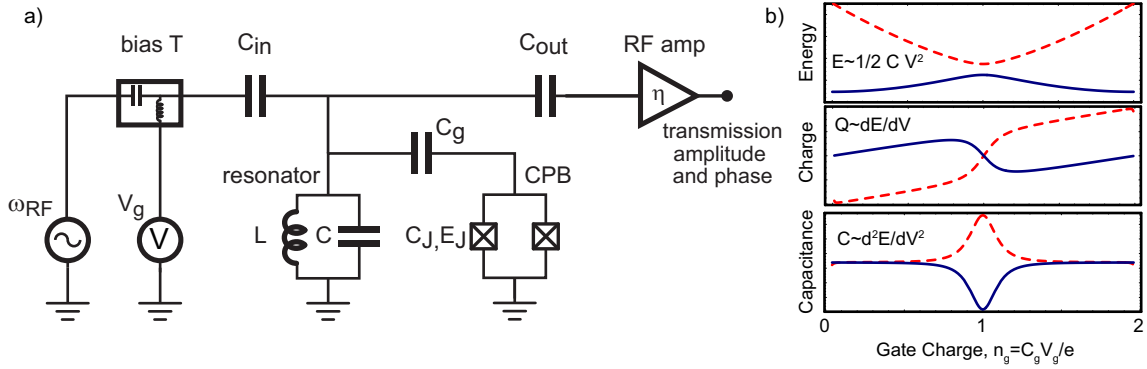 a)
bias T
C_in
C_out
RF amp
η
transmission
amplitude
and phase
C_g
resonator
CPB
ω_RF
V_g
V
L
C
C_J,E_J
b)
Energy
E~1/2 C V²
Charge
Q~dE/dV
Capacitance
C~d²E/dV²
0
1
2
Gate Charge, n_g=C_gV_g/e